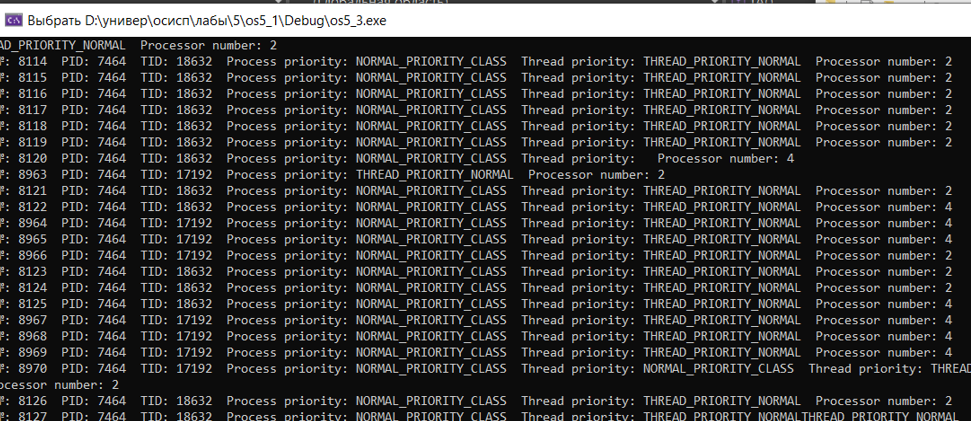 Выбрать D:\универ\осисп\лабы\5\os5_1\Debug\os5_3.exe
AD_PRIORITY_NORMAL  Processor number: 2
: 8114  PID: 7464  TID: 18632  Process priority: NORMAL_PRIORITY_CLASS  Thread priority: THREAD_PRIORITY_NORMAL  Processor number: 2
: 8115  PID: 7464  TID: 18632  Process priority: NORMAL_PRIORITY_CLASS  Thread priority: THREAD_PRIORITY_NORMAL  Processor number: 2
: 8116  PID: 7464  TID: 18632  Process priority: NORMAL_PRIORITY_CLASS  Thread priority: THREAD_PRIORITY_NORMAL  Processor number: 2
: 8117  PID: 7464  TID: 18632  Process priority: NORMAL_PRIORITY_CLASS  Thread priority: THREAD_PRIORITY_NORMAL  Processor number: 2
: 8118  PID: 7464  TID: 18632  Process priority: NORMAL_PRIORITY_CLASS  Thread priority: THREAD_PRIORITY_NORMAL  Processor number: 2
: 8119  PID: 7464  TID: 18632  Process priority: NORMAL_PRIORITY_CLASS  Thread priority: THREAD_PRIORITY_NORMAL  Processor number: 2
: 8120  PID: 7464  TID: 18632  Process priority: NORMAL_PRIORITY_CLASS  Thread priority:   Processor number: 4
: 8963  PID: 7464  TID: 17192  Process priority: THREAD_PRIORITY_NORMAL  Processor number: 2
: 8121  PID: 7464  TID: 18632  Process priority: NORMAL_PRIORITY_CLASS  Thread priority: THREAD_PRIORITY_NORMAL  Processor number: 2
: 8122  PID: 7464  TID: 18632  Process priority: NORMAL_PRIORITY_CLASS  Thread priority: THREAD_PRIORITY_NORMAL  Processor number: 4
: 8964  PID: 7464  TID: 17192  Process priority: NORMAL_PRIORITY_CLASS  Thread priority: THREAD_PRIORITY_NORMAL  Processor number: 4
: 8965  PID: 7464  TID: 17192  Process priority: NORMAL_PRIORITY_CLASS  Thread priority: THREAD_PRIORITY_NORMAL  Processor number: 4
: 8966  PID: 7464  TID: 17192  Process priority: NORMAL_PRIORITY_CLASS  Thread priority: THREAD_PRIORITY_NORMAL  Processor number: 2
: 8123  PID: 7464  TID: 18632  Process priority: NORMAL_PRIORITY_CLASS  Thread priority: THREAD_PRIORITY_NORMAL  Processor number: 2
: 8124  PID: 7464  TID: 18632  Process priority: NORMAL_PRIORITY_CLASS  Thread priority: THREAD_PRIORITY_NORMAL  Processor number: 2
: 8125  PID: 7464  TID: 18632  Process priority: NORMAL_PRIORITY_CLASS  Thread priority: THREAD_PRIORITY_NORMAL  Processor number: 4
: 8967  PID: 7464  TID: 17192  Process priority: NORMAL_PRIORITY_CLASS  Thread priority: THREAD_PRIORITY_NORMAL  Processor number: 4
: 8968  PID: 7464  TID: 17192  Process priority: NORMAL_PRIORITY_CLASS  Thread priority: THREAD_PRIORITY_NORMAL  Processor number: 4
: 8969  PID: 7464  TID: 17192  Process priority: NORMAL_PRIORITY_CLASS  Thread priority: THREAD_PRIORITY_NORMAL  Processor number: 4
: 8970  PID: 7464  TID: 17192  Process priority: NORMAL_PRIORITY_CLASS  Thread priority: NORMAL_PRIORITY_CLASS  Thread priority: THREAD
ocessor number: 2
: 8126  PID: 7464  TID: 18632  Process priority: NORMAL_PRIORITY_CLASS  Thread priority: THREAD_PRIORITY_NORMAL  Processor number: 2
: 8127  PID: 7464  TID: 18632  Process priority: NORMAL_PRIORITY_CLASS  Thread priority: THREAD_PRIORITY_NORMALTHREAD_PRIORITY_NORMAL